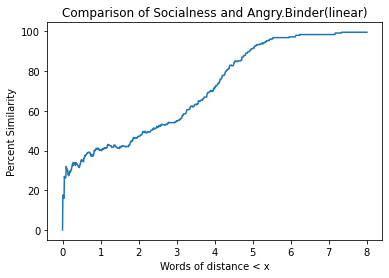 Comparison of Socialness and Angry.Binder(linear)
100
80
60
40
20
0
Percent Similarity
0 1 2 3 4 5 6 7 8
Words of distance < x